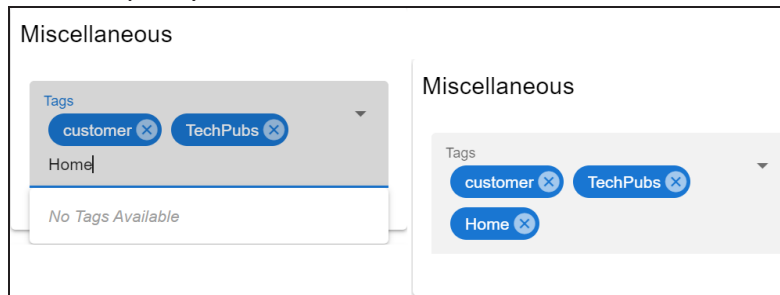 Miscellaneous
Tags
customer TechPubs
Home
No Tags Available
Miscellaneous
Tags
customer TechPubs
Home